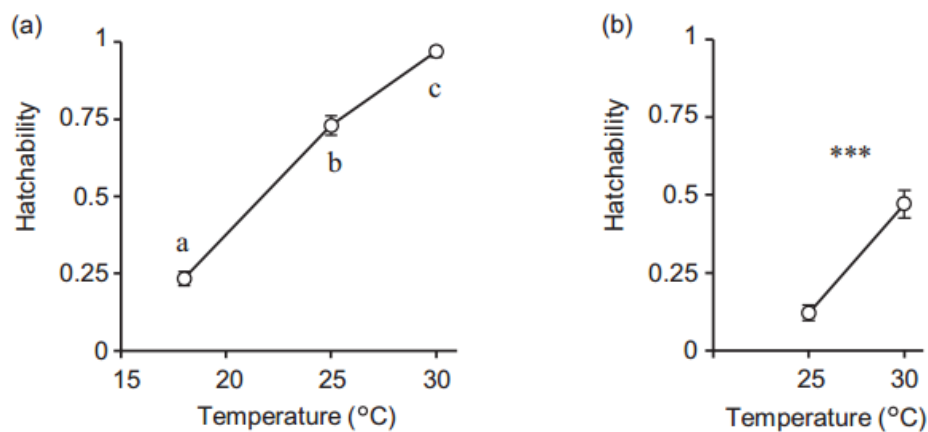 (a)
Hatchability
1
0.75
0.5
0.25
0
a
b
c
15 20 25 30
Temperature (°C)
(b)
Hatchability
1
0.75
0.5
0.25
0
***
25 30
Temperature (°C)